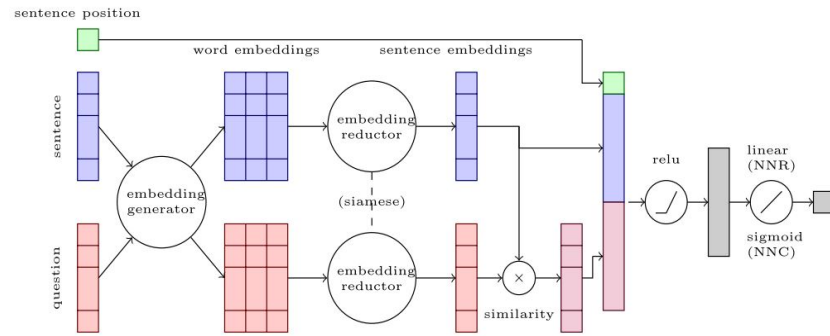 sentence position
word embeddings
sentence embeddings
sentence
embedding
generator
embedding
reductor
(siamese)
relu
linear
(NNR)
sigmoid
(NNC)
question
embedding
reductor
×
similarity